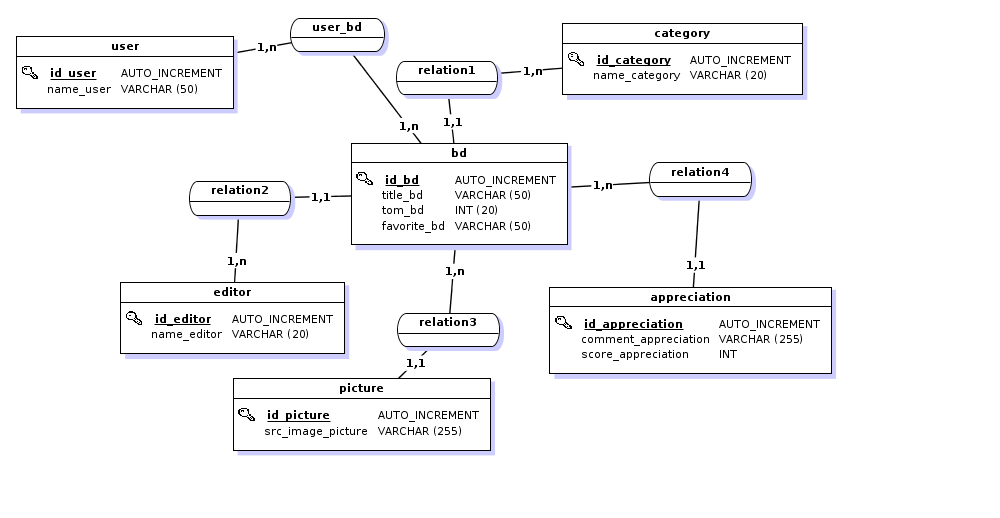 user_bd
user
1,n
id_user AUTO_INCREMENT
name_user VARCHAR (50)
category
id_category AUTO_INCREMENT
name_category VARCHAR (20)
relation1
1,n
1,1
1,n
bd
id_bd AUTO_INCREMENT
title_bd VARCHAR (50)
tom_bd INT (20)
favorite_bd VARCHAR (50)
relation4
1,n
1,1
relation2
1,1
1,n
editor
id_editor AUTO_INCREMENT
name_editor VARCHAR (20)
1,n
relation3
1,1
appreciation
id_appreciation AUTO_INCREMENT
comment_appreciation VARCHAR (255)
score_appreciation INT
picture
id_picture AUTO_INCREMENT
src_image_picture VARCHAR (255)